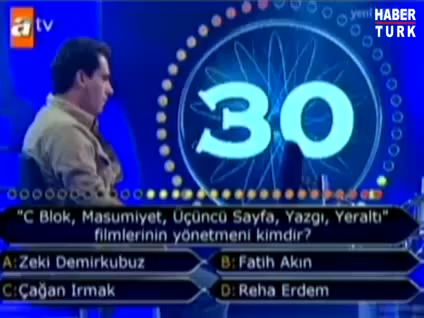 HABER
TÜRK
atv
yeni
30
"C Blok, Masumiyet, Üçüncü Sayfa, Yazgı, Yeraltı"
filmlerinin yönetmeni kimdir?
A: Zeki Demirkubuz
B: Fatih Akın
C: Çağan Irmak
D: Reha Erdem